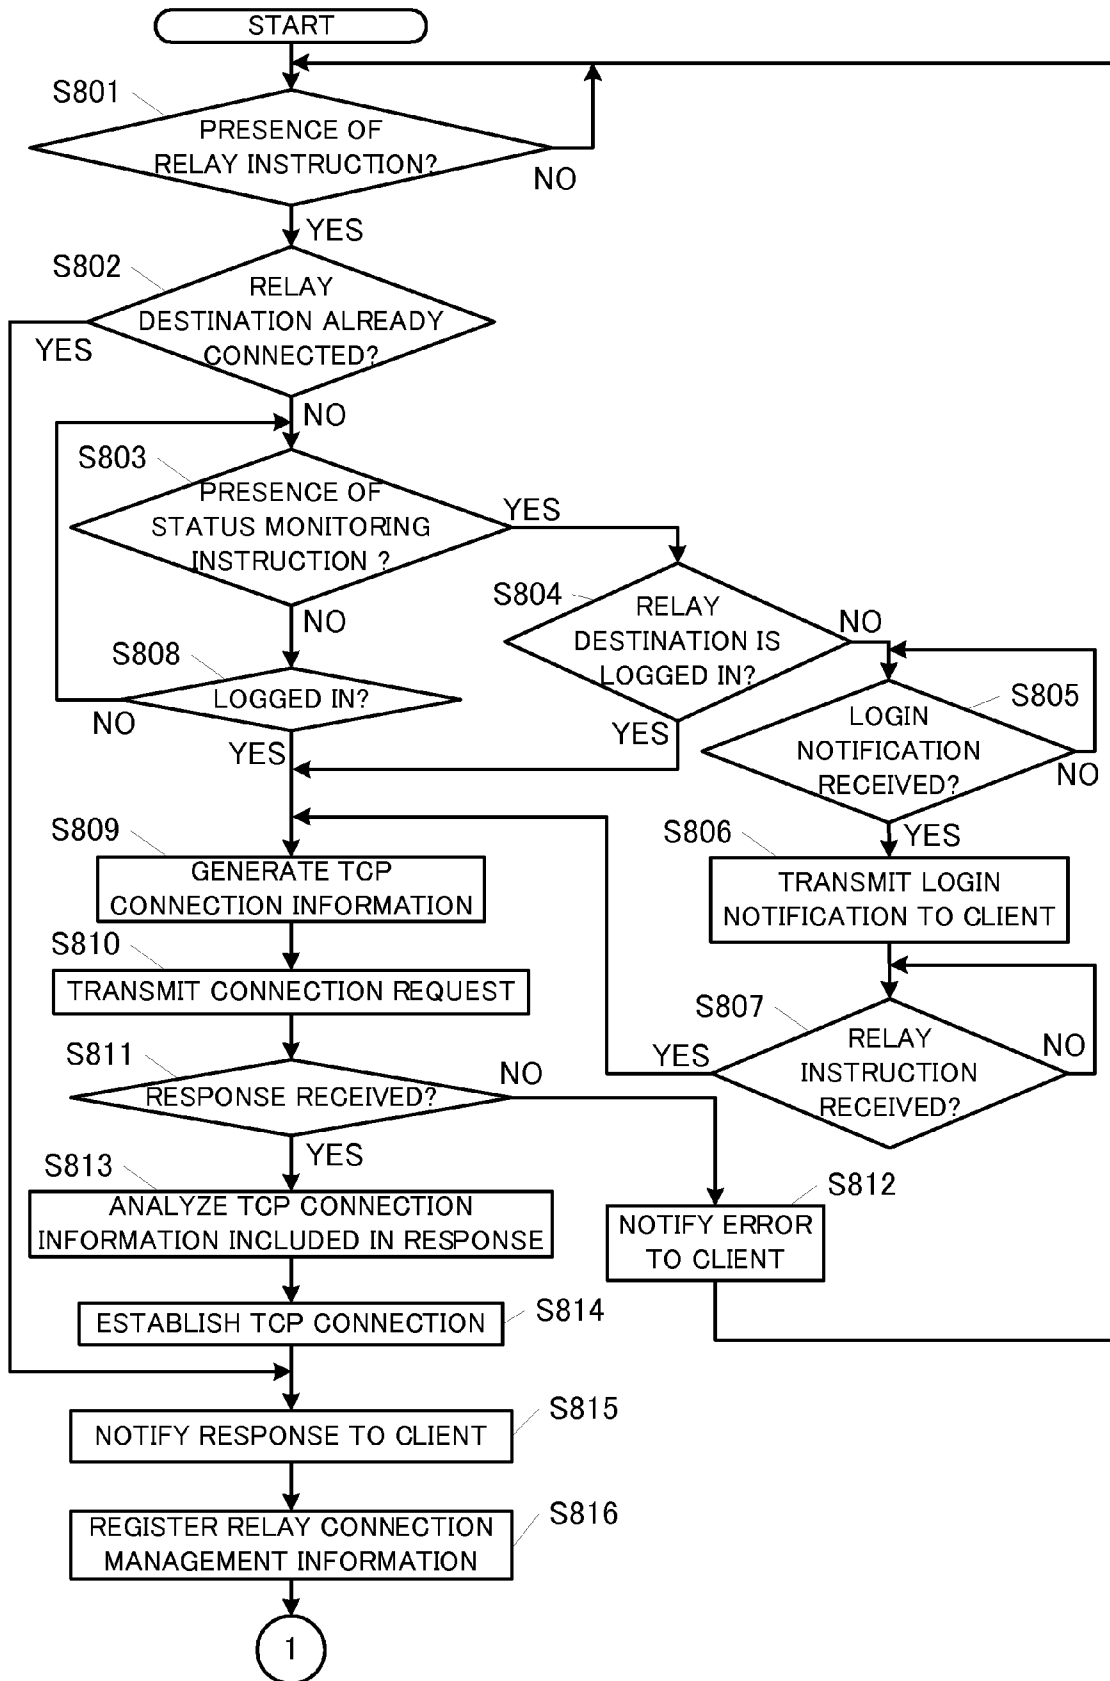 START
S801
PRESENCE OF
RELAY INSTRUCTION?
NO
YES
S802
RELAY
DESTINATION ALREADY
CONNECTED?
YES
NO
S803
PRESENCE OF
STATUS MONITORING
INSTRUCTION ?
YES
NO
S804
RELAY
DESTINATION IS
LOGGED IN?
NO
YES
S808
LOGGED IN?
NO
YES
S805
LOGIN
NOTIFICATION
RECEIVED?
NO
YES
S806
TRANSMIT LOGIN
NOTIFICATION TO CLIENT
S809
GENERATE TCP
CONNECTION INFORMATION
S810
TRANSMIT CONNECTION REQUEST
S807
RELAY
INSTRUCTION
RECEIVED?
YES
NO
S811
RESPONSE RECEIVED?
NO
YES
S813
ANALYZE TCP CONNECTION
INFORMATION INCLUDED IN RESPONSE
S812
NOTIFY ERROR
TO CLIENT
ESTABLISH TCP CONNECTION
S814
NOTIFY RESPONSE TO CLIENT
S815
REGISTER RELAY CONNECTION
MANAGEMENT INFORMATION
S816
1